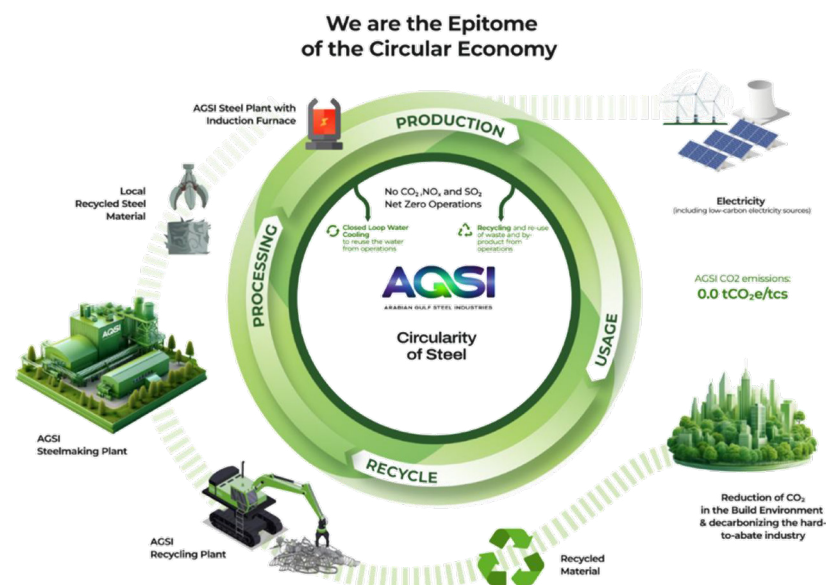 We are the Epitome
of the Circular Economy
AGSI Steel Plant with
Induction Furnace
PRODUCTION
Local
Recycled Steel
Material
No CO₂,NOₓ and SO₂
Net Zero Operations
Closed Loop Water
Cooling
to reuse the water
from operations
Recycling and re-use
of waste and by-
product from
operations
Electricity
(including low-carbon electricity sources)
PROCESSING
AGSI
ARABIAN GULF STEEL INDUSTRIES
Circularity
of Steel
USAGE
AGSI CO2 emissions:
0.0 tCO₂e/tcs
AGSI
AGSI
Steelmaking Plant
RECYCLE
AGSI
Recycling Plant
Recycled
Material
Reduction of CO₂
in the Build Environment
& decarbonizing the hard-
to-abate industry